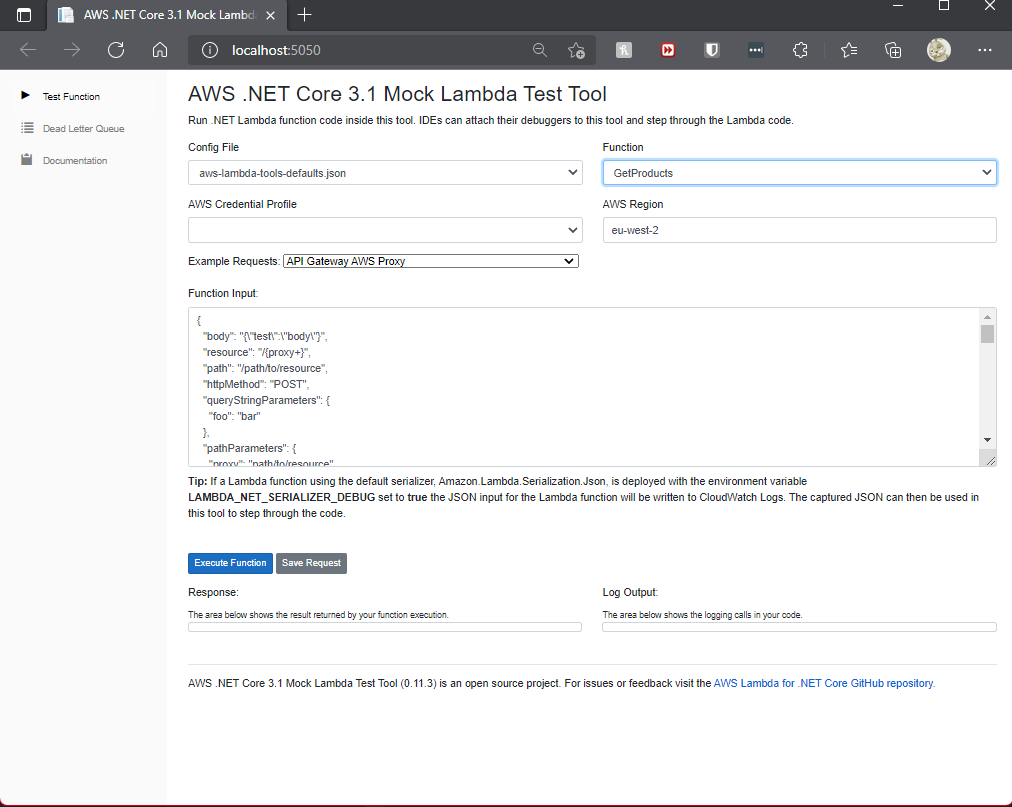 AWS .NET Core 3.1 Mock Lambda
localhost:5050
Test Function
Dead Letter Queue
Documentation
AWS .NET Core 3.1 Mock Lambda Test Tool
Run .NET Lambda function code inside this tool. IDEs can attach their debuggers to this tool and step through the Lambda code.
Config File
Function
aws-lambda-tools-defaults.json
GetProducts
AWS Credential Profile
AWS Region
eu-west-2
Example Requests: API Gateway AWS Proxy
Function Input:
{
"body": "{\"test\":\"body\"}",
"resource": "/{proxy+}",
"path": "/path/to/resource",
"httpMethod": "POST",
"queryStringParameters": {
"foo": "bar"
},
"pathParameters": {
"proxy": "path/to/resource"
Tip: If a Lambda function using the default serializer, Amazon.Lambda.Serialization.Json, is deployed with the environment variable
LAMBDA_NET_SERIALIZER_DEBUG set to true the JSON input for the Lambda function will be written to CloudWatch Logs. The captured JSON can then be used in
this tool to step through the code.
Execute Function Save Request
Response:
Log Output:
The area below shows the result returned by your function execution.
The area below shows the logging calls in your code.
AWS .NET Core 3.1 Mock Lambda Test Tool (0.11.3) is an open source project. For issues or feedback visit the AWS Lambda for .NET Core GitHub repository.